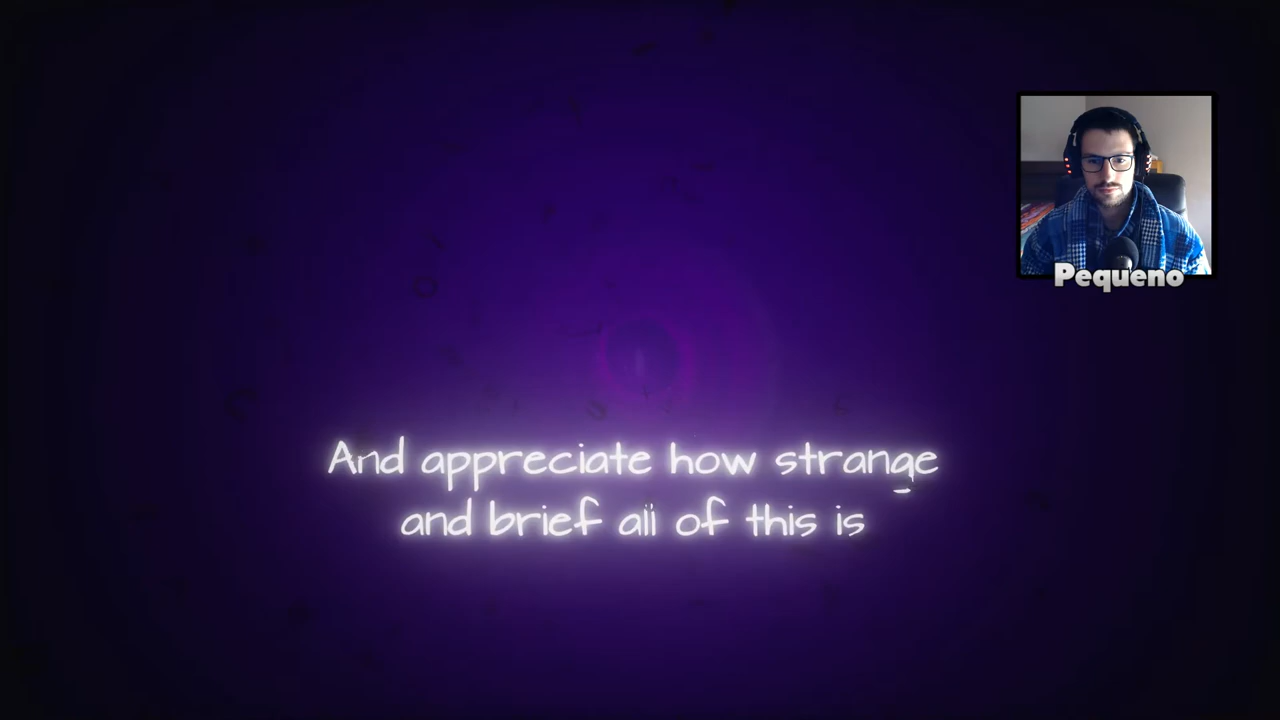 Pequeno
And appreciate how strange
and brief all of this is